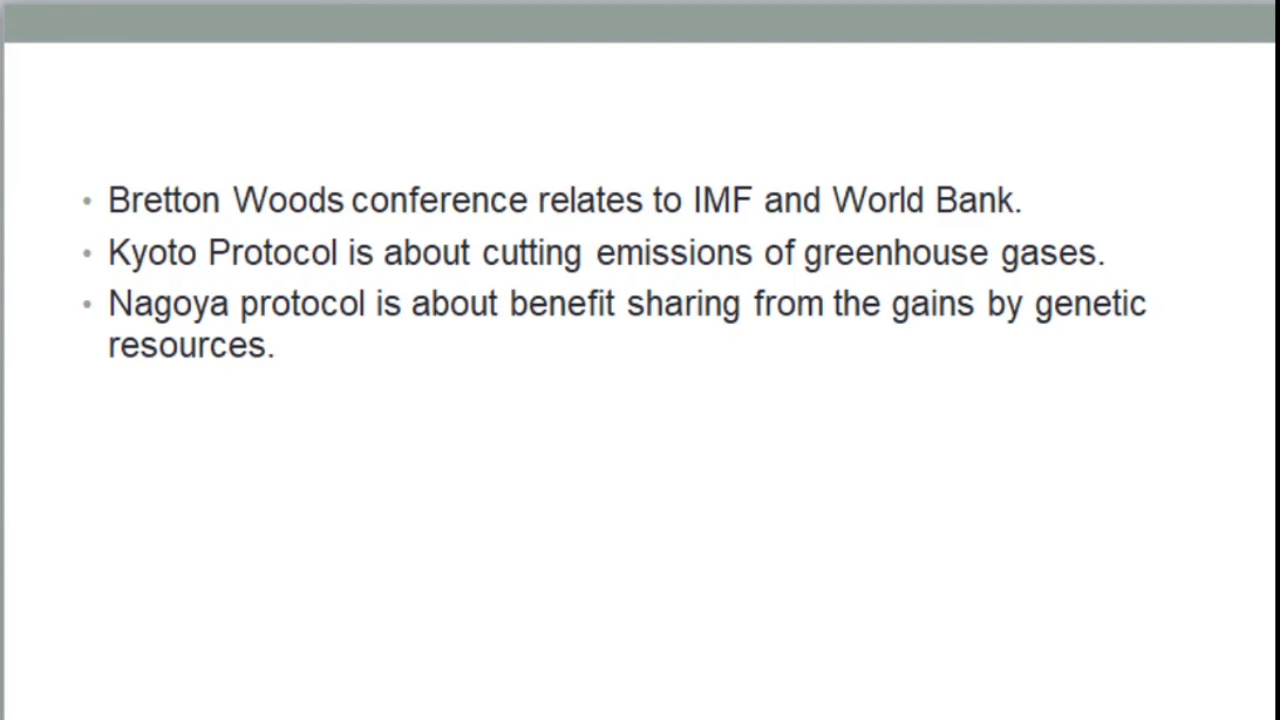 • Bretton Woods conference relates to IMF and World Bank.
• Kyoto Protocol is about cutting emissions of greenhouse gases.
• Nagoya protocol is about benefit sharing from the gains by genetic
resources.